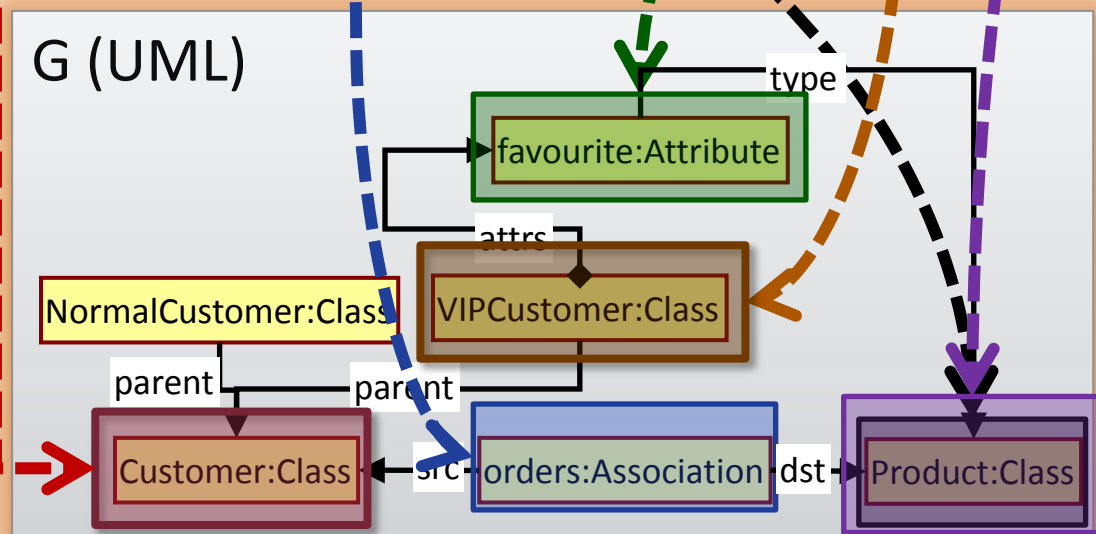 G (UML)
type
favourite:Attribute
attrs
NormalCustomer:Class
VIPCustomer:Class
parent
parent
Customer:Class
src
orders:Association
dst
Product:Class